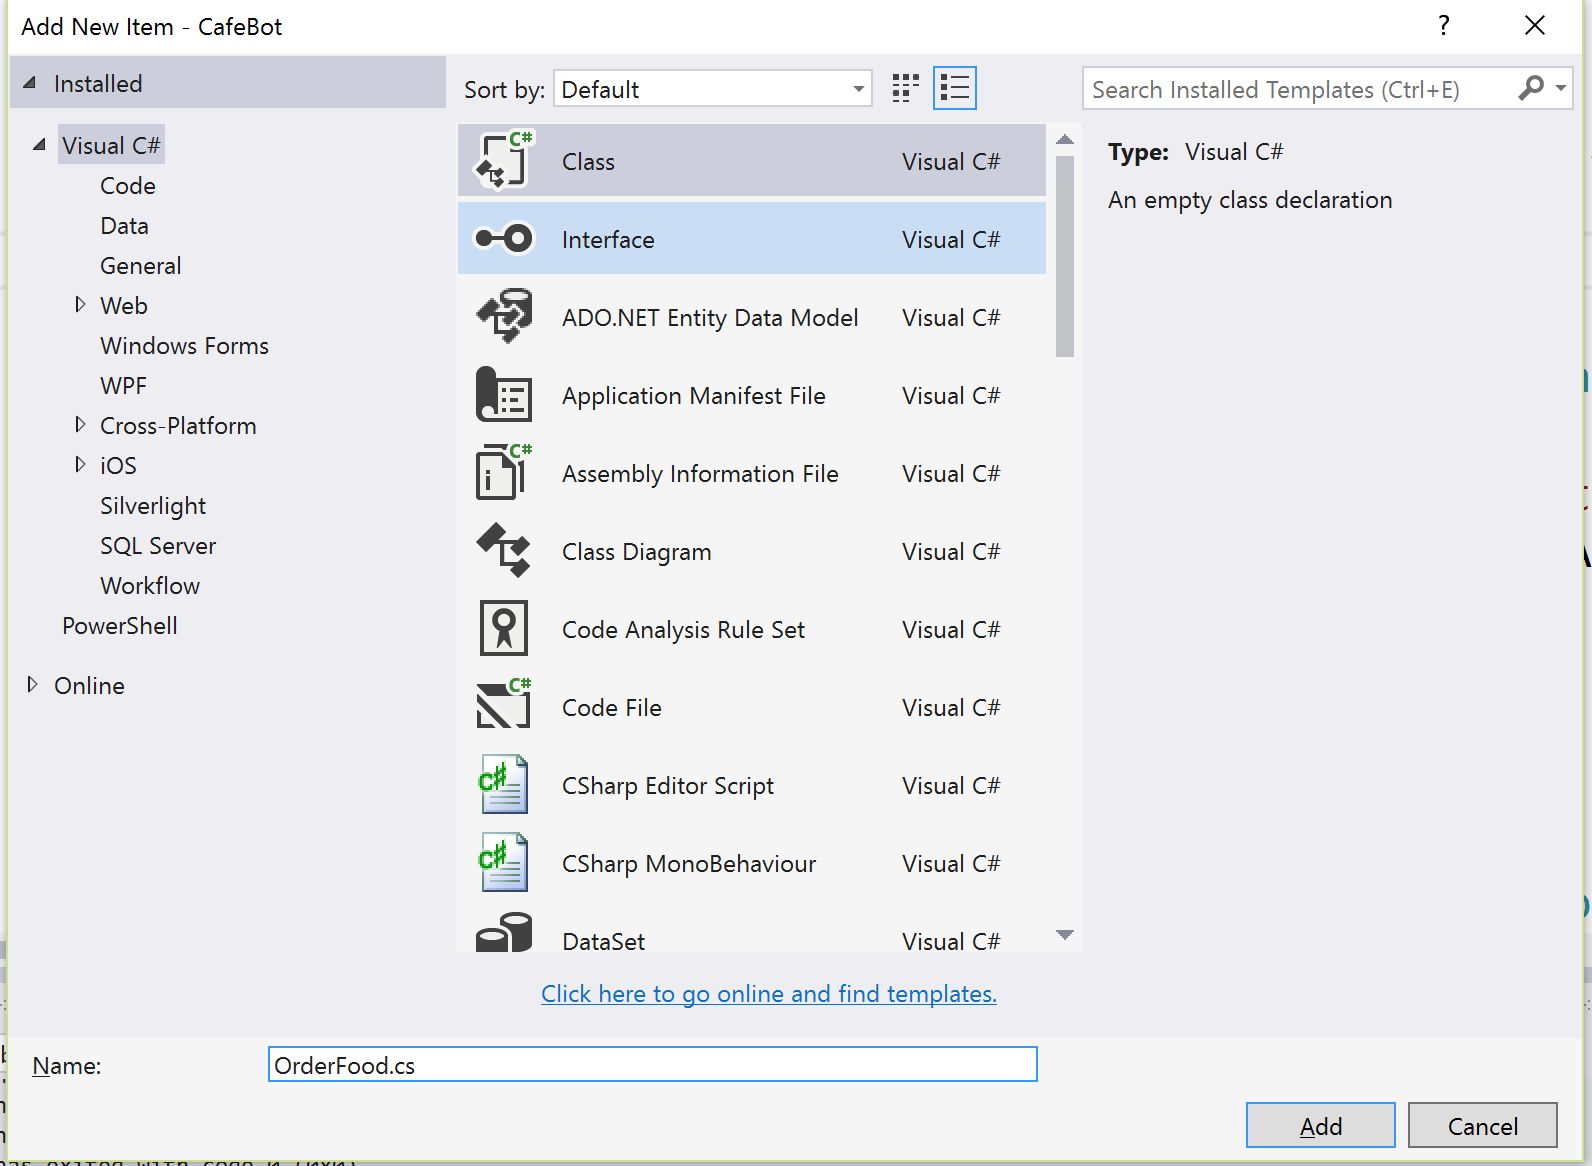 Add New Item - CafeBot
?
Installed
Sort by: Default
Search Installed Templates (Ctrl+E)
Visual C#
Code
Data
General
Web
Windows Forms
WPF
Cross-Platform
iOS
Silverlight
SQL Server
Workflow
PowerShell
Online
C# Class Visual C#
Interface Visual C#
ADO.NET Entity Data Model Visual C#
Application Manifest File Visual C#
C# i Assembly Information File Visual C#
Class Diagram Visual C#
Code Analysis Rule Set Visual C#
C# Code File Visual C#
C# CSharp Editor Script Visual C#
C# CSharp MonoBehaviour Visual C#
DataSet Visual C#
Type: Visual C#
An empty class declaration
Click here to go online and find templates.
Name: OrderFood.cs
Add Cancel